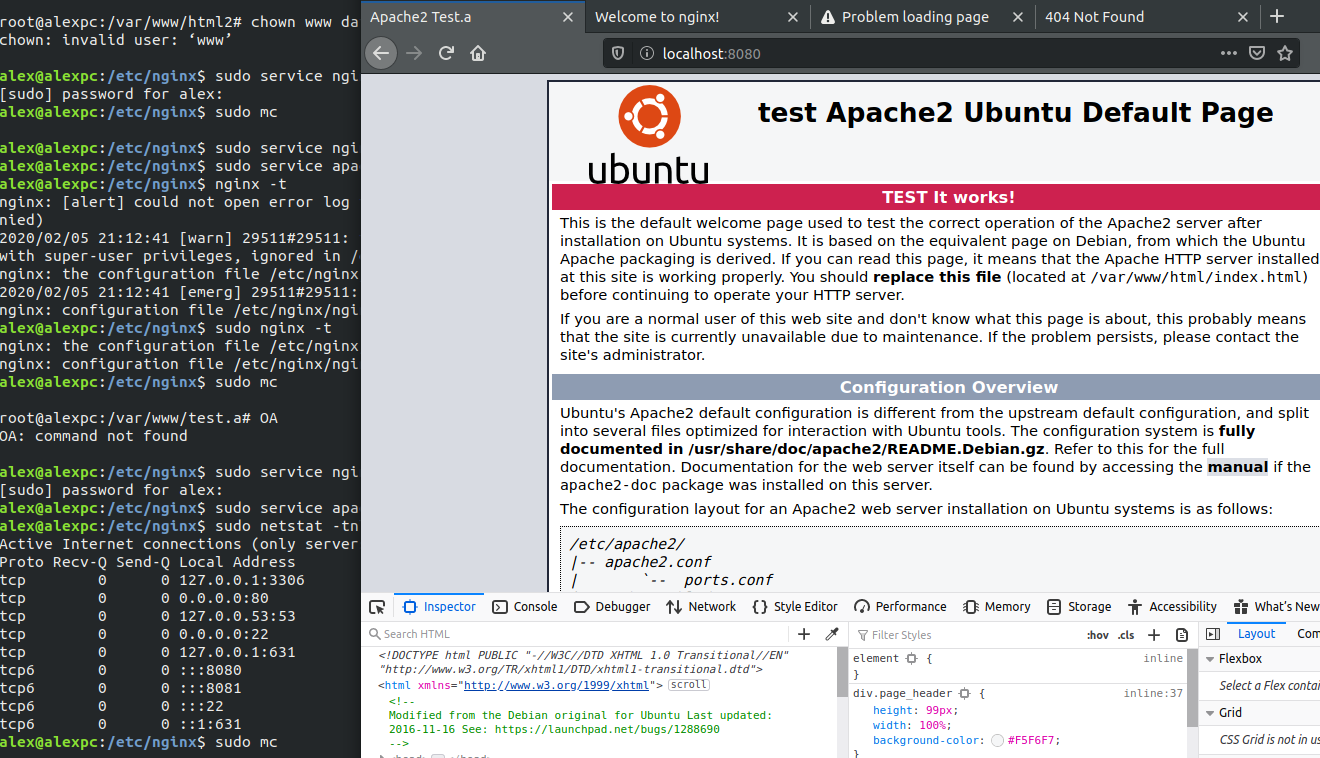 root@alexpc:/var/www/html2# chown www da
chown: invalid user: ‘www’
alex@alexpc:/etc/nginx$ sudo service ngi
[sudo] password for alex:
alex@alexpc:/etc/nginx$ sudo mc
alex@alexpc:/etc/nginx$ sudo service ngi
alex@alexpc:/etc/nginx$ sudo service apa
alex@alexpc:/etc/nginx$ nginx -t
nginx: [alert] could not open error log
nied)
2020/02/05 21:12:41 [warn] 29511#29511:
with super-user privileges, ignored in /
nginx: the configuration file /etc/nginx
2020/02/05 21:12:41 [emerg] 29511#29511:
nginx: configuration file /etc/nginx/ngi
alex@alexpc:/etc/nginx$ sudo nginx -t
nginx: the configuration file /etc/nginx
nginx: configuration file /etc/nginx/ngi
alex@alexpc:/etc/nginx$ sudo mc
root@alexpc:/var/www/test.a# OA
OA: command not found
alex@alexpc:/etc/nginx$ sudo service ngi
[sudo] password for alex:
alex@alexpc:/etc/nginx$ sudo service apa
alex@alexpc:/etc/nginx$ sudo netstat -tn
Active Internet connections (only server
Proto Recv-Q Send-Q Local Address
tcp 0 0 127.0.0.1:3306
tcp 0 0 0.0.0.0:80
tcp 0 0 127.0.0.53:53
tcp 0 0 0.0.0.0:22
tcp 0 0 127.0.0.1:631
tcp6 0 0 :::8080
tcp6 0 0 :::8081
tcp6 0 0 :::22
tcp6 0 0 ::1:631
alex@alexpc:/etc/nginx$ sudo mc
Apache2 Test.a
Welcome to nginx!
Problem loading page
404 Not Found
localhost:8080
ubuntu
test Apache2 Ubuntu Default Page
TEST It works!
This is the default welcome page used to test the correct operation of the Apache2 server after
installation on Ubuntu systems. It is based on the equivalent page on Debian, from which the Ubuntu
Apache packaging is derived. If you can read this page, it means that the Apache HTTP server installed
at this site is working properly. You should replace this file (located at /var/www/html/index.html)
before continuing to operate your HTTP server.
If you are a normal user of this web site and don't know what this page is about, this probably means
that the site is currently unavailable due to maintenance. If the problem persists, please contact the
site's administrator.
Configuration Overview
Ubuntu's Apache2 default configuration is different from the upstream default configuration, and split
into several files optimized for interaction with Ubuntu tools. The configuration system is fully
documented in /usr/share/doc/apache2/README.Debian.gz. Refer to this for the full
documentation. Documentation for the web server itself can be found by accessing the manual if the
apache2-doc package was installed on this server.
The configuration layout for an Apache2 web server installation on Ubuntu systems is as follows:
/etc/apache2/
|-- apache2.conf
| `-- ports.conf
Inspector Console Debugger Network Style Editor Performance Memory Storage Accessibility What's New
Search HTML
<!DOCTYPE html PUBLIC "-//W3C//DTD XHTML 1.0 Transitional//EN"
"http://www.w3.org/TR/xhtml1/DTD/xhtml1-transitional.dtd">
<html xmlns="http://www.w3.org/1999/xhtml"> scroll
<!--
Modified from the Debian original for Ubuntu Last updated:
2016-11-16 See: https://launchpad.net/bugs/1288690
-->
Filter Styles :hov .cls +
element { inline
}
div.page_header { inline:37
height: 99px;
width: 100%;
background-color: #F5F6F7;
}
Layout Com
Flexbox
Select a Flex contai
Grid
CSS Grid is not in us